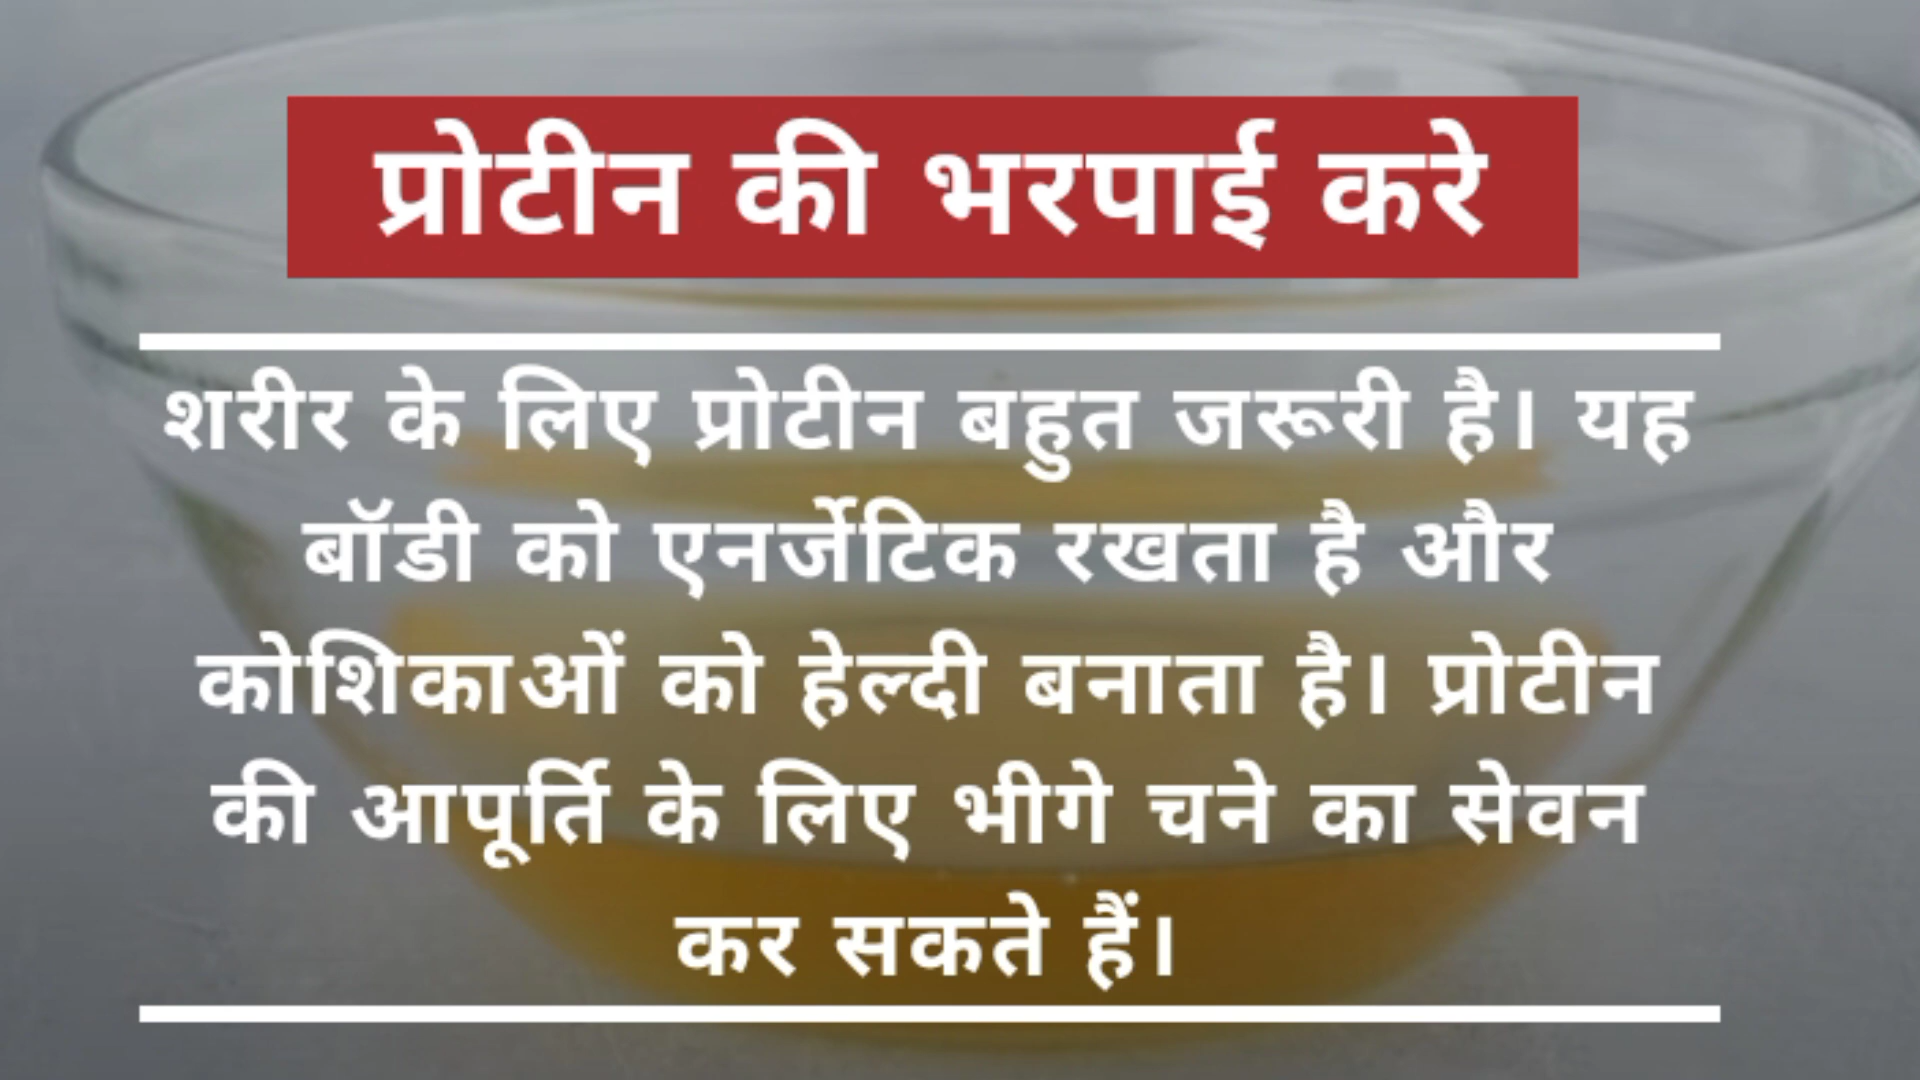 प्रोटीन की भरपाई करे
शरीर के लिए प्रोटीन बहुत जरूरी है। यह
बॉडी को एनर्जेटिक रखता है और
कोशिकाओं को हेल्दी बनाता है। प्रोटीन
की आपूर्ति के लिए भीगे चने का सेवन
कर सकते हैं।